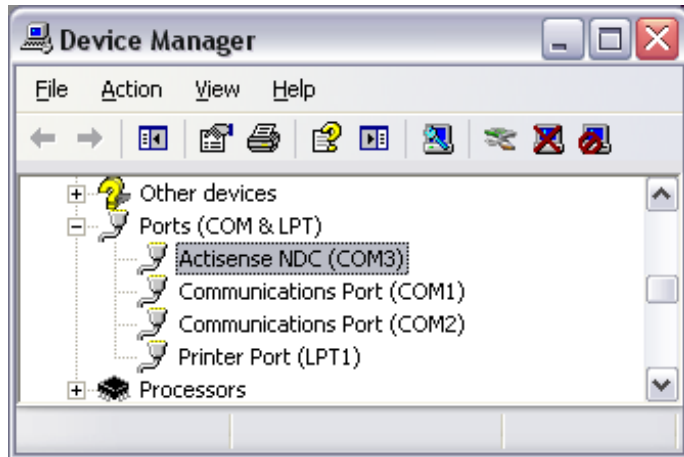 Device Manager
File Action View Help
Other devices
Ports (COM & LPT)
Actisense NDC (COM3)
Communications Port (COM1)
Communications Port (COM2)
Printer Port (LPT1)
Processors